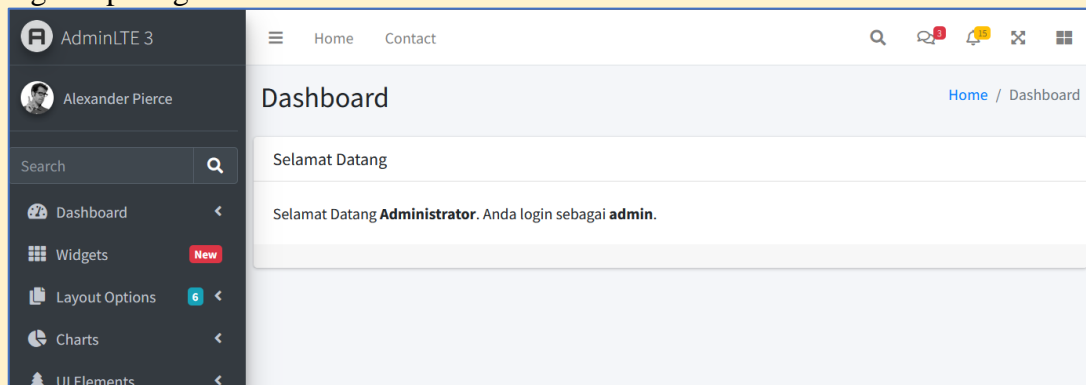 AdminLTE 3
Home Contact
3
15
Alexander Pierce
Dashboard
Home / Dashboard
Search
Selamat Datang
Dashboard
Selamat Datang Administrator. Anda login sebagai admin.
Widgets New
Layout Options 6
Charts
UI Elements